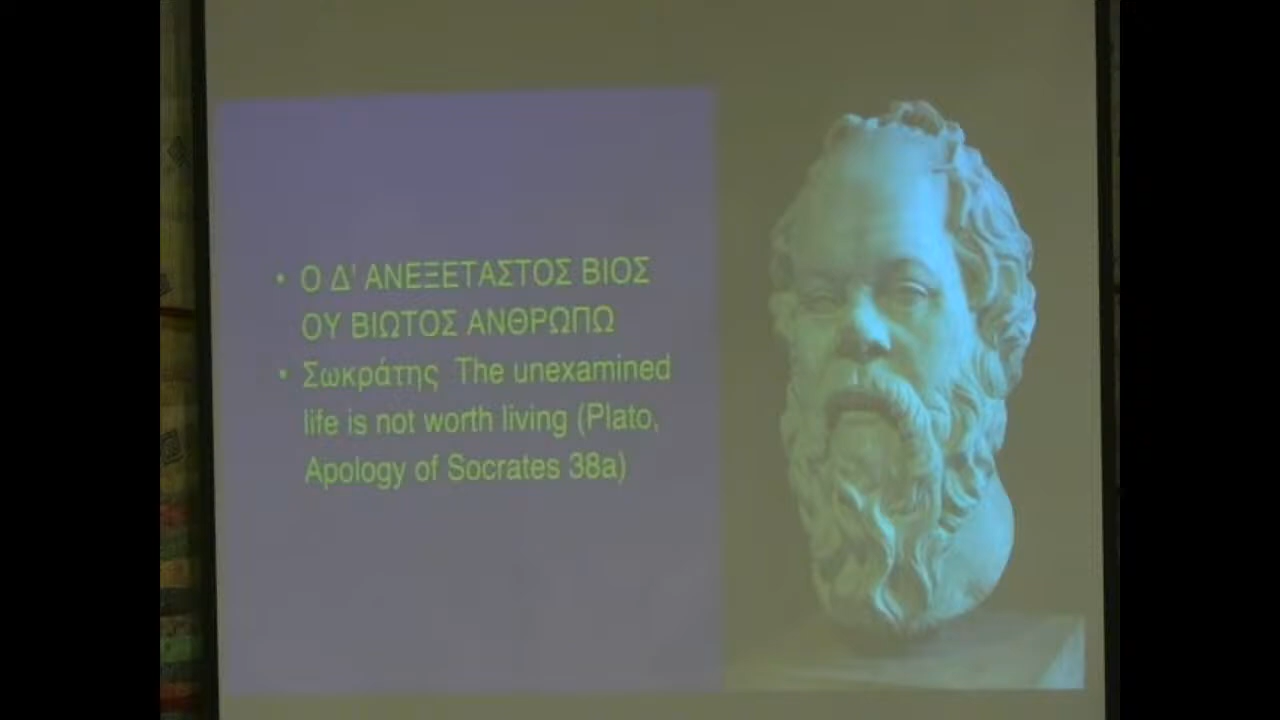 • Ο Δ' ΑΝΕΞΕΤΑΣΤΟΣ ΒΙΟΣ
ΟΥ ΒΙΩΤΟΣ ΑΝΘΡΩΠΩ
• Σωκράτης The unexamined
life is not worth living (Plato,
Apology of Socrates 38a)